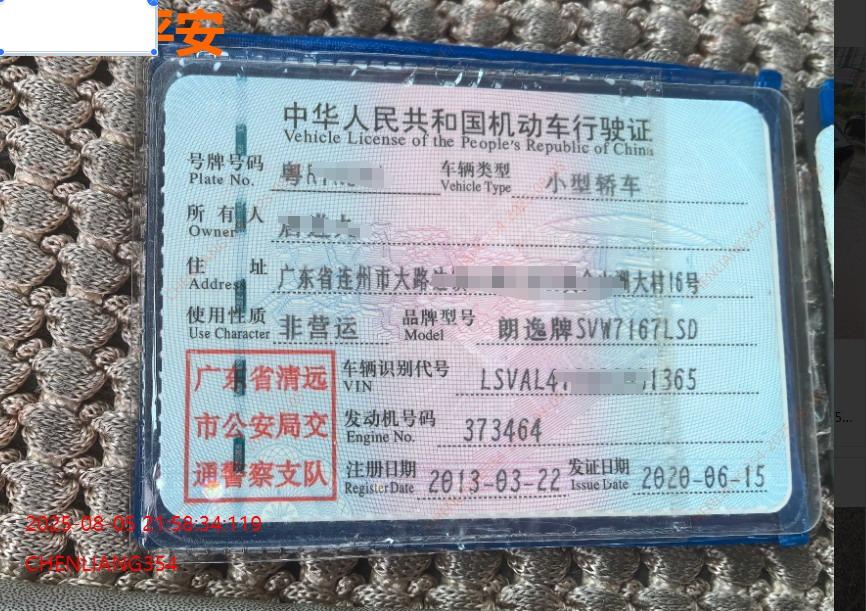 平安
中华人民共和国机动车行驶证
Vehicle License of the People's Republic of China
号牌号码 粤 车辆类型 小型轿车
Plate No. Vehicle Type
所有人
Owner
住址 广东省连州市大路边 大村16号
Address
使用性质 非营运 品牌型号 朗逸牌SVW7167LSD
Use Character Model
广东省清远
市公安局交
通警察支队
车辆识别代号 LSVAL4 1365
VIN
发动机号码 373464
Engine No.
注册日期 2013-03-22 发证日期 2020-06-15
Register Date Issue Date
2025-08-05 21:58:34:119
CHENLIANG354
5...